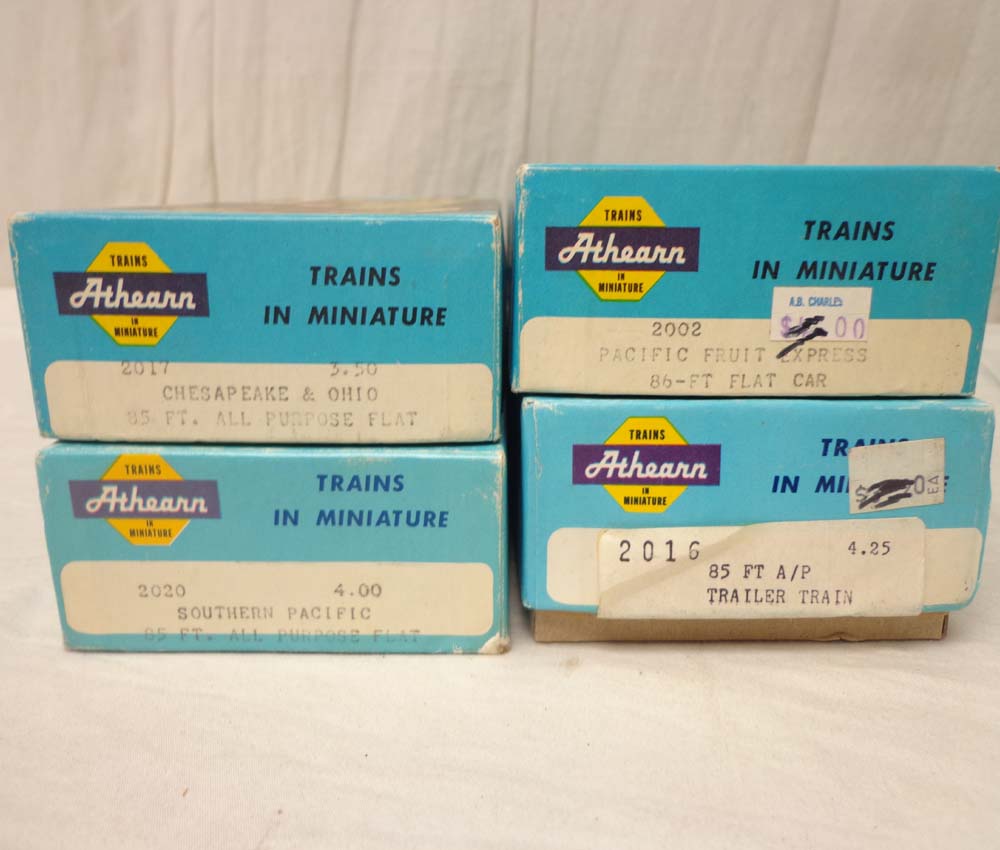 TRAINS
Athearn
IN
MINIATURE
TRAINS
IN MINIATURE
2017 3.50
CHESAPEAKE & OHIO
85 FT. ALL PURPOSE FLAT
TRAINS
Athearn
IN
MINIATURE
TRAINS
IN MINIATURE
A.B. CHARLES
2002
PACIFIC FRUIT EXPRESS
86-FT FLAT CAR
TRAINS
Athearn
IN
MINIATURE
TRAINS
IN MINIATURE
2020 4.00
SOUTHERN PACIFIC
85 FT. ALL PURPOSE FLAT
TRAINS
Athearn
IN
MINIATURE
TRAINS
IN
EA
2016 4.25
85 FT A/P
TRAILER TRAIN